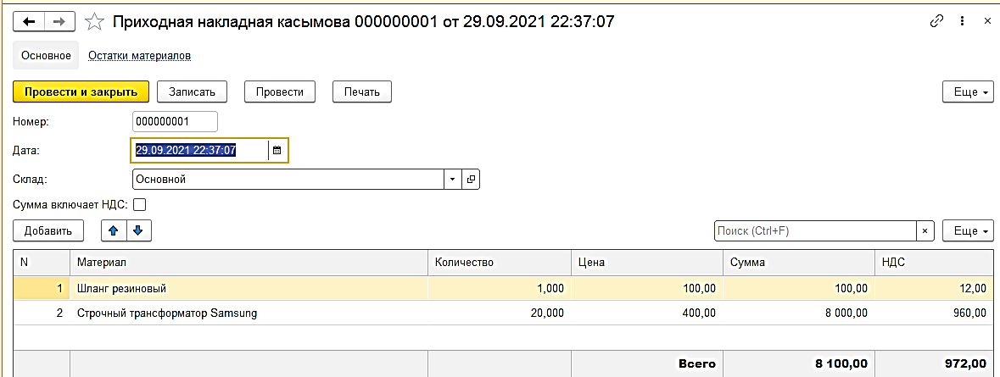 Приходная накладная касымова 000000001 от 29.09.2021 22:37:07
Основное Остатки материалов
Провести и закрыть Записать Провести Печать Еще
Номер: 000000001
Дата: 29.09.2021 22:37:07
Склад: Основной
Сумма включает НДС:
Добавить Поиск (Ctrl+F) × Еще
N Материал Количество Цена Сумма НДС
1 Шланг резиновый 1,000 100,00 100,00 12,00
2 Строчный трансформатор Samsung 20,000 400,00 8 000,00 960,00
Всего 8 100,00 972,00